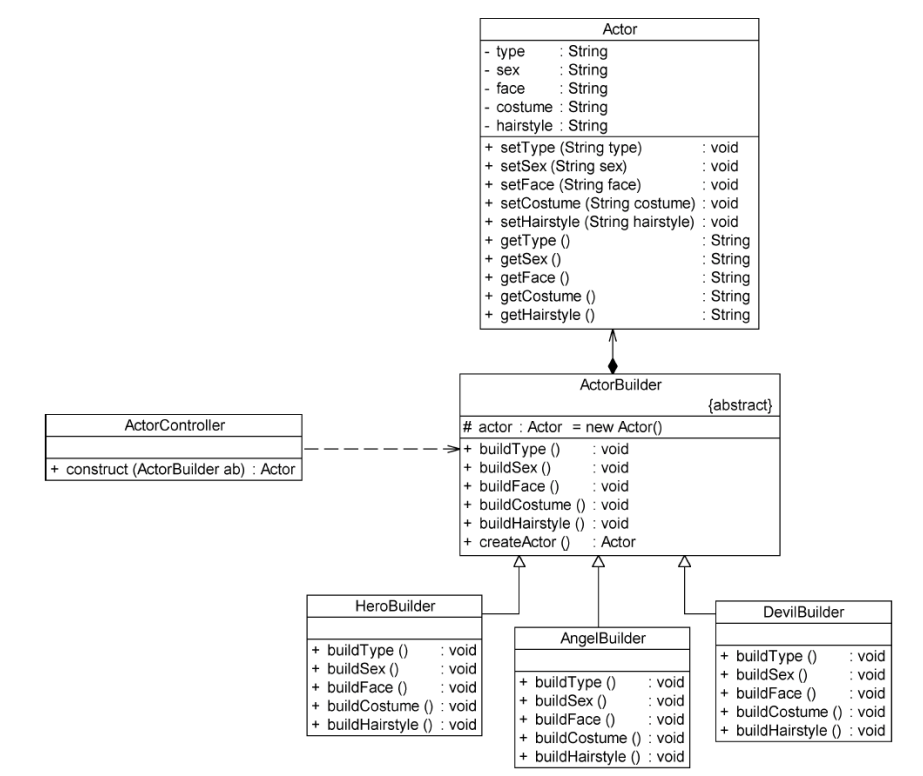 Actor
- type : String
- sex : String
- face : String
- costume : String
- hairstyle : String
+ setType (String type) : void
+ setSex (String sex) : void
+ setFace (String face) : void
+ setCostume (String costume) : void
+ setHairstyle (String hairstyle) : void
+ getType () : String
+ getSex () : String
+ getFace () : String
+ getCostume () : String
+ getHairstyle () : String
ActorBuilder
{abstract}
# actor : Actor = new Actor()
+ buildType () : void
+ buildSex () : void
+ buildFace () : void
+ buildCostume () : void
+ buildHairstyle () : void
+ createActor () : Actor
ActorController
+ construct (ActorBuilder ab) : Actor
HeroBuilder
+ buildType () : void
+ buildSex () : void
+ buildFace () : void
+ buildCostume () : void
+ buildHairstyle () : void
AngelBuilder
+ buildType () : void
+ buildSex () : void
+ buildFace () : void
+ buildCostume () : void
+ buildHairstyle () : void
DevilBuilder
+ buildType () : void
+ buildSex () : void
+ buildFace () : void
+ buildCostume () : void
+ buildHairstyle () : void